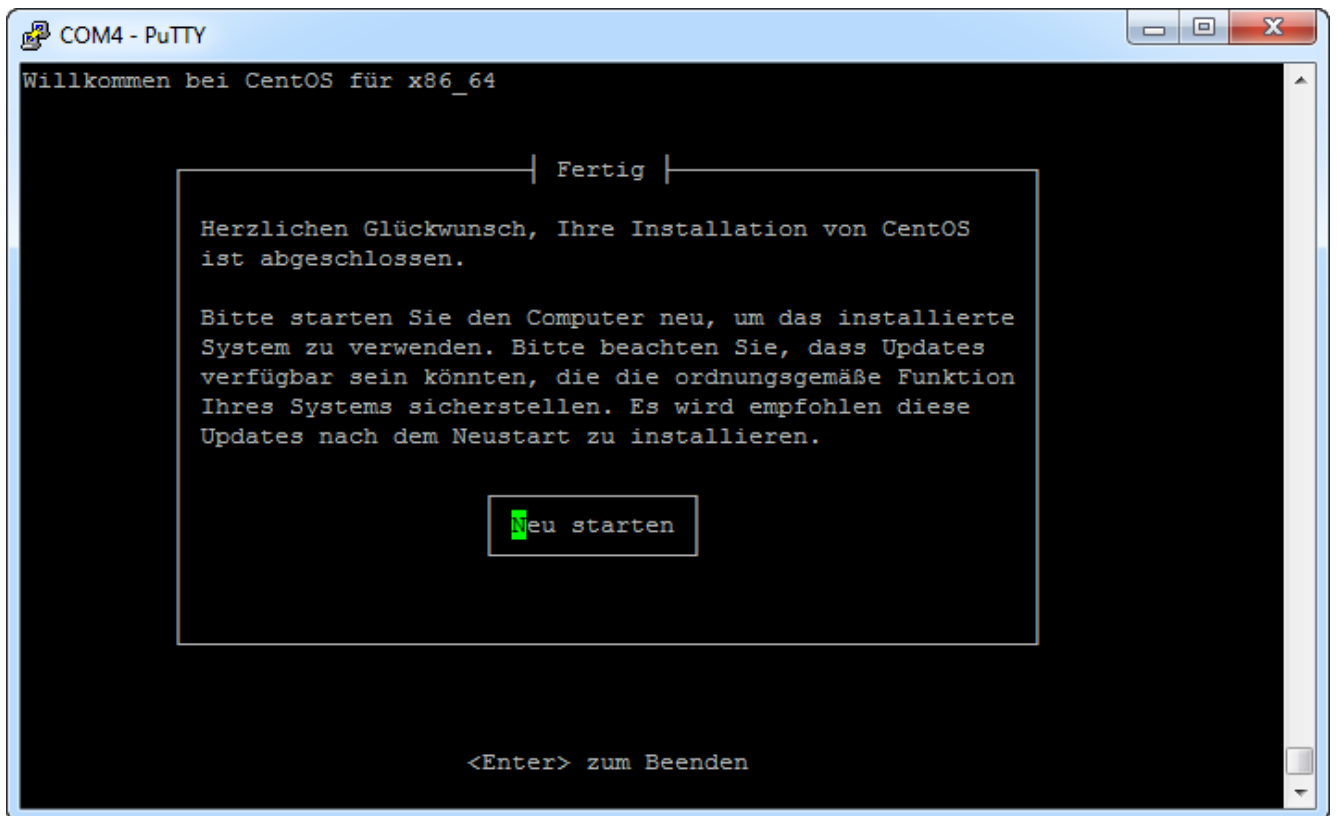 COM4 - PuTTY
Willkommen bei CentOS für x86_64
Fertig
Herzlichen Glückwunsch, Ihre Installation von CentOS
ist abgeschlossen.
Bitte starten Sie den Computer neu, um das installierte
System zu verwenden. Bitte beachten Sie, dass Updates
verfügbar sein könnten, die die ordnungsgemäße Funktion
Ihres Systems sicherstellen. Es wird empfohlen diese
Updates nach dem Neustart zu installieren.
Neu starten
<Enter> zum Beenden